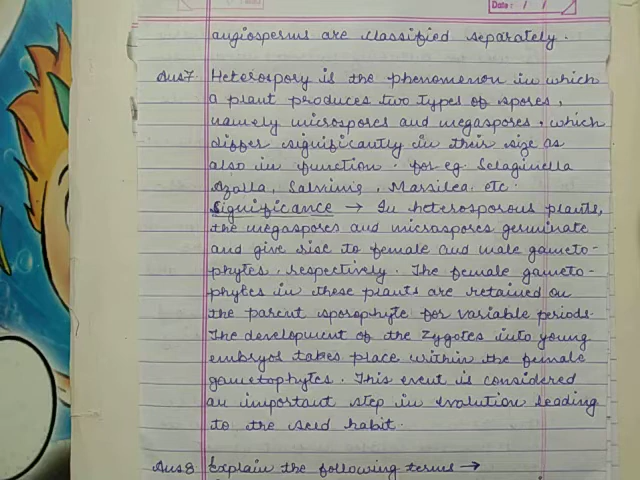 Date: / /
angiosperms are classified separately.
Ans7 Heterospory is the phenomenon in which
a plant produces two types of spores,
namely microspores and megaspores, which
differ significantly in their size as
also in function. for eg. Selaginella
Azolla, Salvinia, Marsilea, etc.
Significance → In heterosporous plants,
the megaspores and microspores germinate
and give rise to female and male gameto-
phytes, respectively. The female gameto-
phytes in these plants are retained on
the parent sporophyte for variable periods.
The development of the zygotes into young
embryos takes place within the female
gametophytes. This event is considered
an important step in evolution leading
to the seed habit.
Ans8 Explain the following terms →